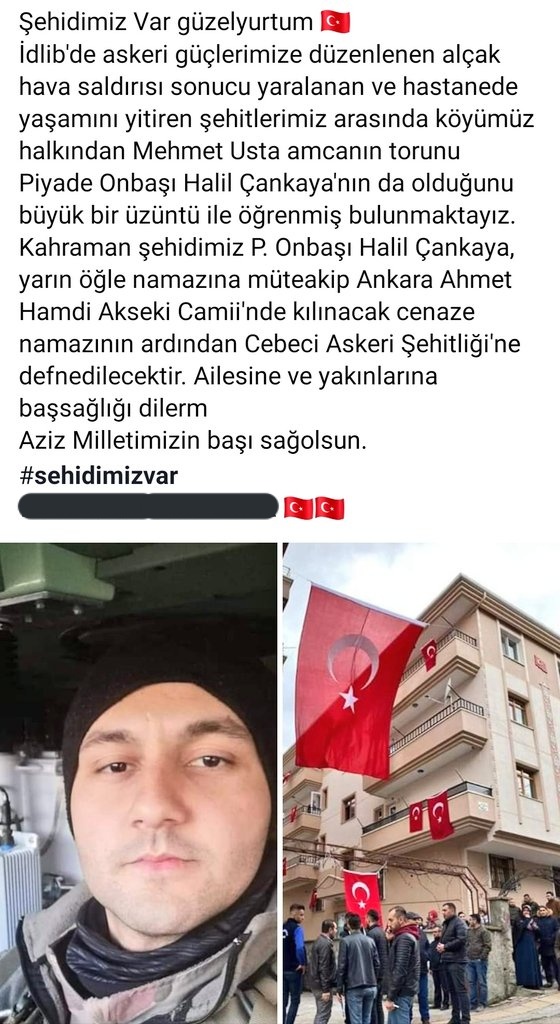 Şehidimiz Var güzelyurtum 🇹🇷
İdlib'de askeri güçlerimize düzenlenen alçak
hava saldırısı sonucu yaralanan ve hastanede
yaşamını yitiren şehitlerimiz arasında köyümüz
halkından Mehmet Usta amcanın torunu
Piyade Onbaşı Halil Çankaya'nın da olduğunu
büyük bir üzüntü ile öğrenmiş bulunmaktayız.
Kahraman şehidimiz P. Onbaşı Halil Çankaya,
yarın öğle namazına müteakip Ankara Ahmet
Hamdi Akseki Camii'nde kılınacak cenaze
namazının ardından Cebeci Askeri Şehitliği'ne
defnedilecektir. Ailesine ve yakınlarına
başsağlığı dilerm
Aziz Milletimizin başı sağolsun.
#sehidimizvar
🇹🇷🇹🇷